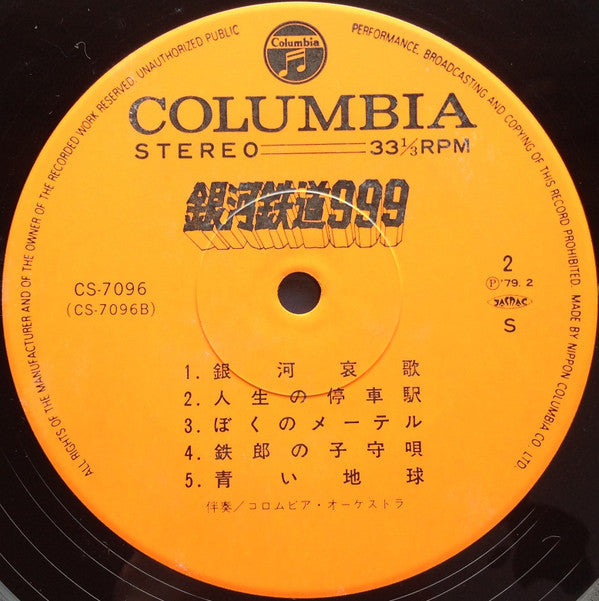 ALL RIGHTS OF THE MANUFACTURER AND OF THE OWNER OF THE RECORDED WORK RESERVED. UNAUTHORIZED PUBLIC PERFORMANCE, BROADCASTING AND COPYING OF THIS RECORD PROHIBITED. MADE BY NIPPON COLUMBIA CO. LTD.
Columbia
COLUMBIA
STEREO 33⅓RPM
銀河鉄道999
CS-7096
(CS-7096B)
2
Ⓟ'79. 2
JASRAC
S
1. 銀河哀歌
2. 人生の停車駅
3. ぼくのメーテル
4. 鉄郎の子守唄
5. 青い地球
伴奏/コロムビア・オーケストラ